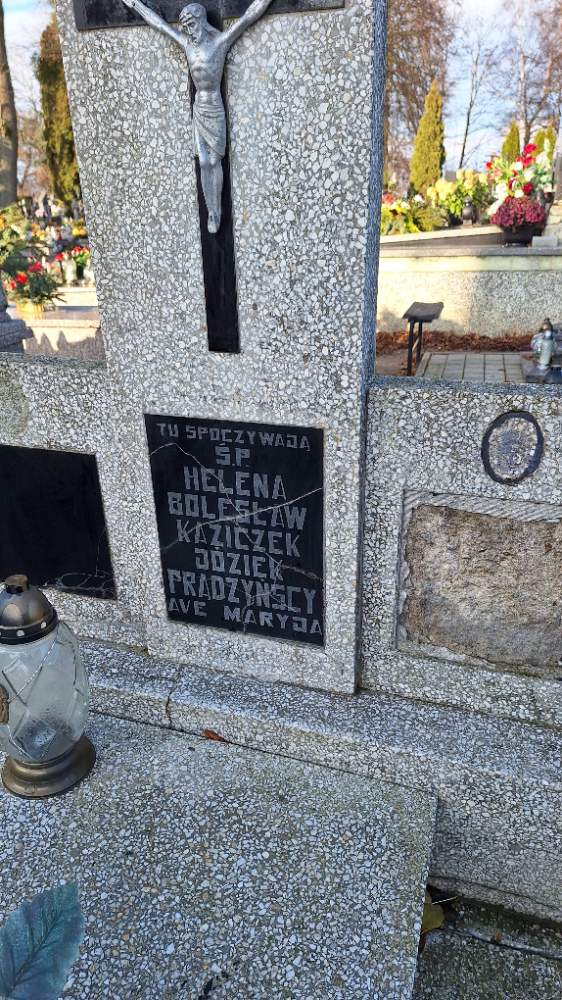 TU SPOCZYWAJĄ
Ś.P.
HELENA
BOLESŁAW
KAZICZEK
JÓZIEK
PRĄDZYŃSCY
AVE MARYJA